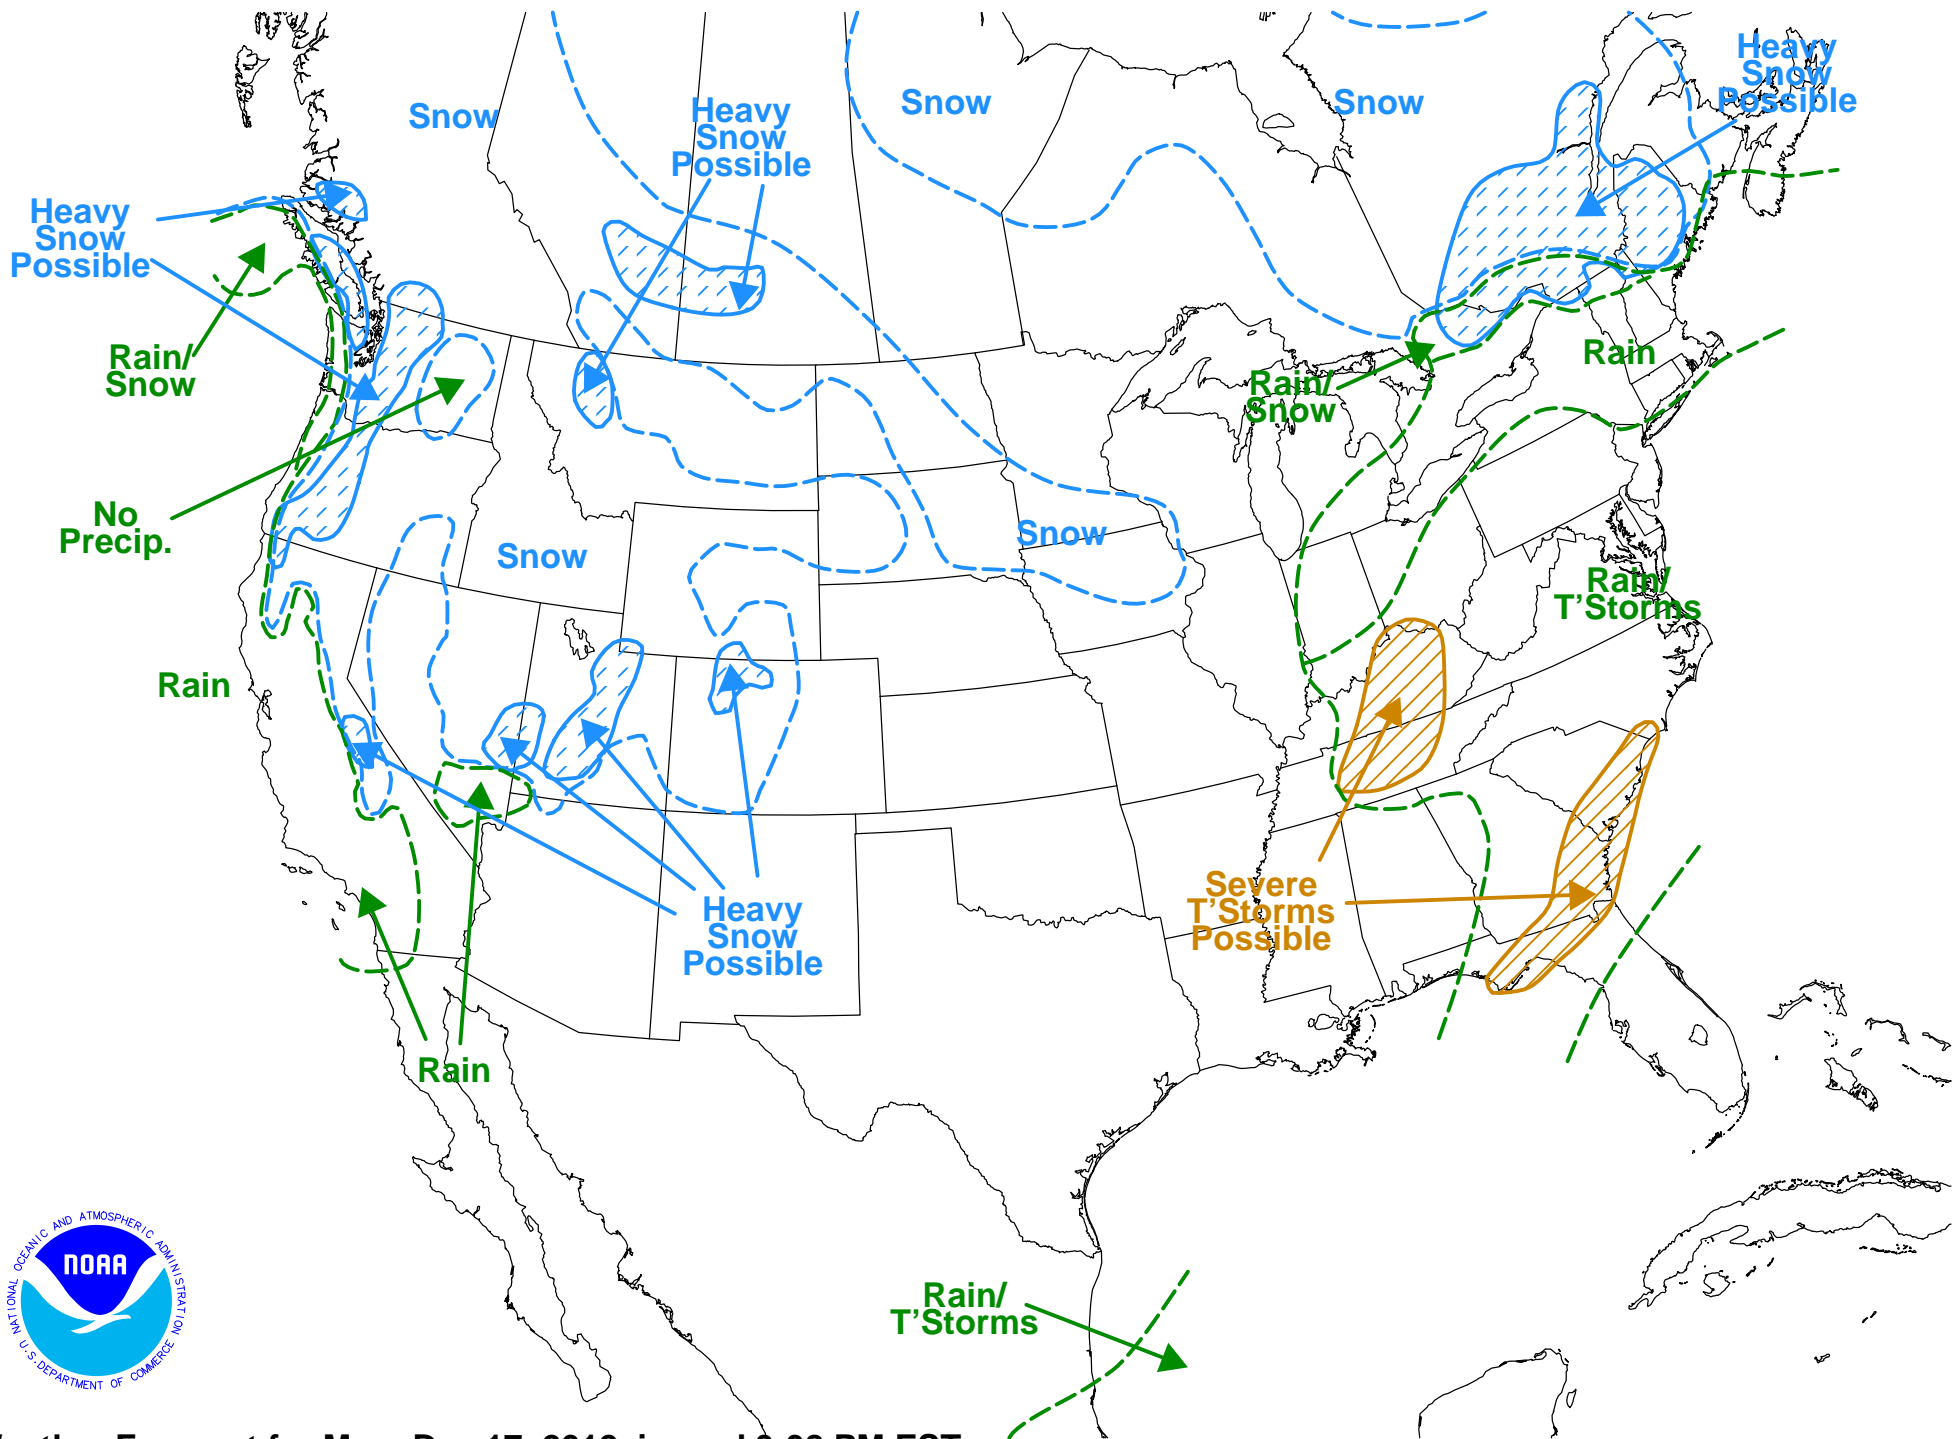 Heavy
Snow
Possible
Snow
Heavy
Snow
Possible
Snow
Snow
Heavy
Snow
Possible
Rain/
Snow
Rain
Rain/
Snow
No
Precip.
Snow
Snow
Rain/
T'Storms
Rain
Severe
T'Storms
Possible
Heavy
Snow
Possible
Rain
Rain/
T'Storms
NATIONAL OCEANIC AND ATMOSPHERIC ADMINISTRATION
NOAA
U.S. DEPARTMENT OF COMMERCE